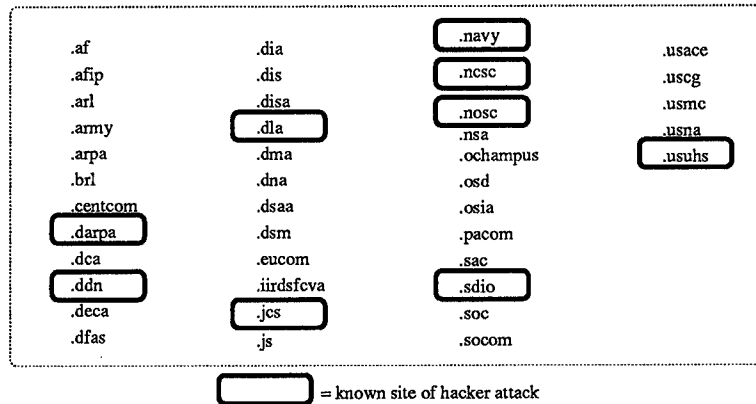 .af
.afip
.arl
.army
.arpa
.brl
.centcom
.darpa
.dca
.ddn
.deca
.dfas
.dia
.dis
.disa
.dla
.dma
.dna
.dsaa
.dsm
.eucom
.iirdsfcva
.jcs
.js
.navy
.ncsc
.nosc
.nsa
.ochampus
.osd
.osia
.pacom
.sac
.sdio
.soc
.socom
.usace
.uscg
.usmc
.usna
.usuhs
= known site of hacker attack